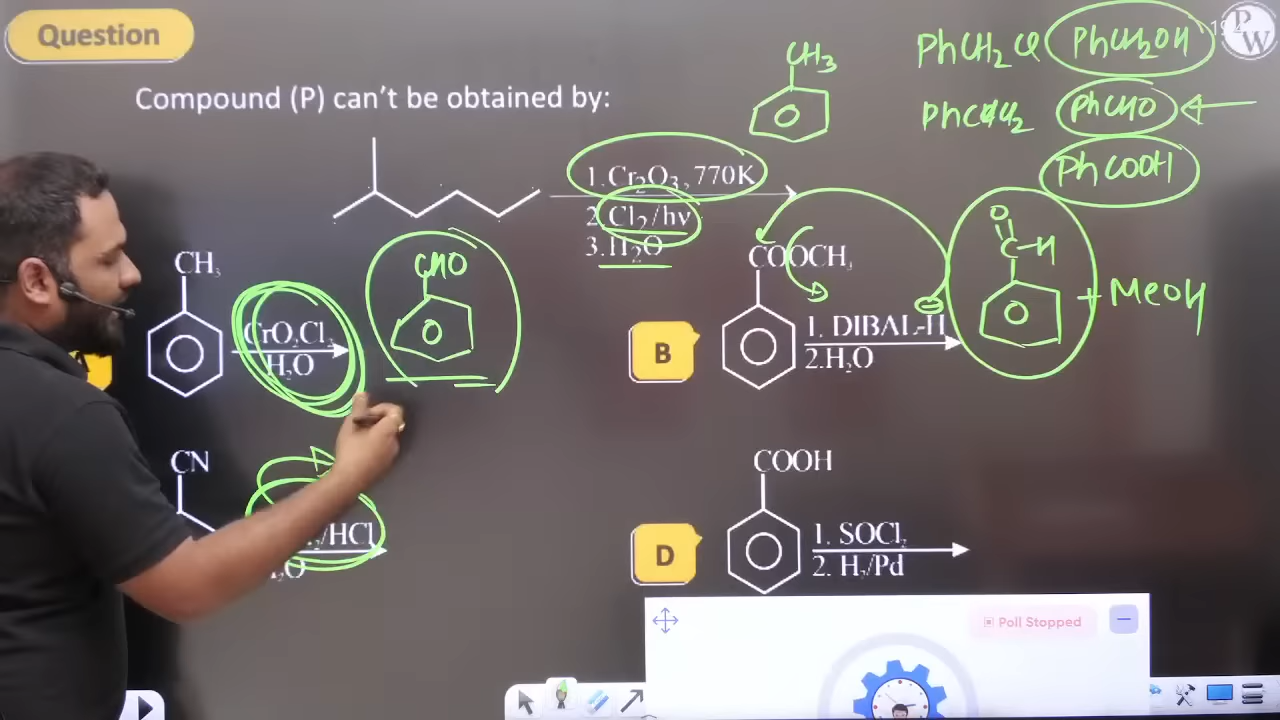 Question
Compound (P) can't be obtained by:
1. Cr₂O₃, 770K
2. Cl₂/hν
3. H₂O
CH₃
PhCH₂Cl PhCH₂OH
PhCHCl₂ PhCHO
PhCOOH
PW
CH₃
CrO₂Cl₂
H₂O
CHO
B
COOCH₃
1. DIBAL-H
2. H₂O
O
C-H
+ MeOH
CN
/HCl
D
COOH
1. SOCl₂
2. H₂/Pd
Poll Stopped